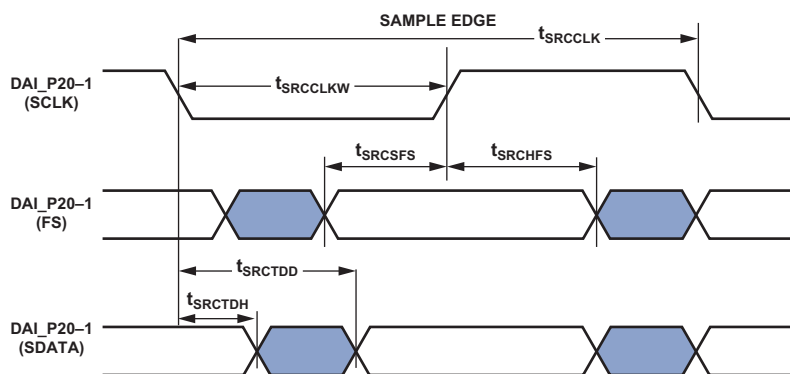 SAMPLE EDGE
tSRCCLK
DAI_P20–1
(SCLK)
tSRCCLKW
tSRCSFS
tSRCHFS
DAI_P20–1
(FS)
tSRCTDD
tSRCTDH
DAI_P20–1
(SDATA)